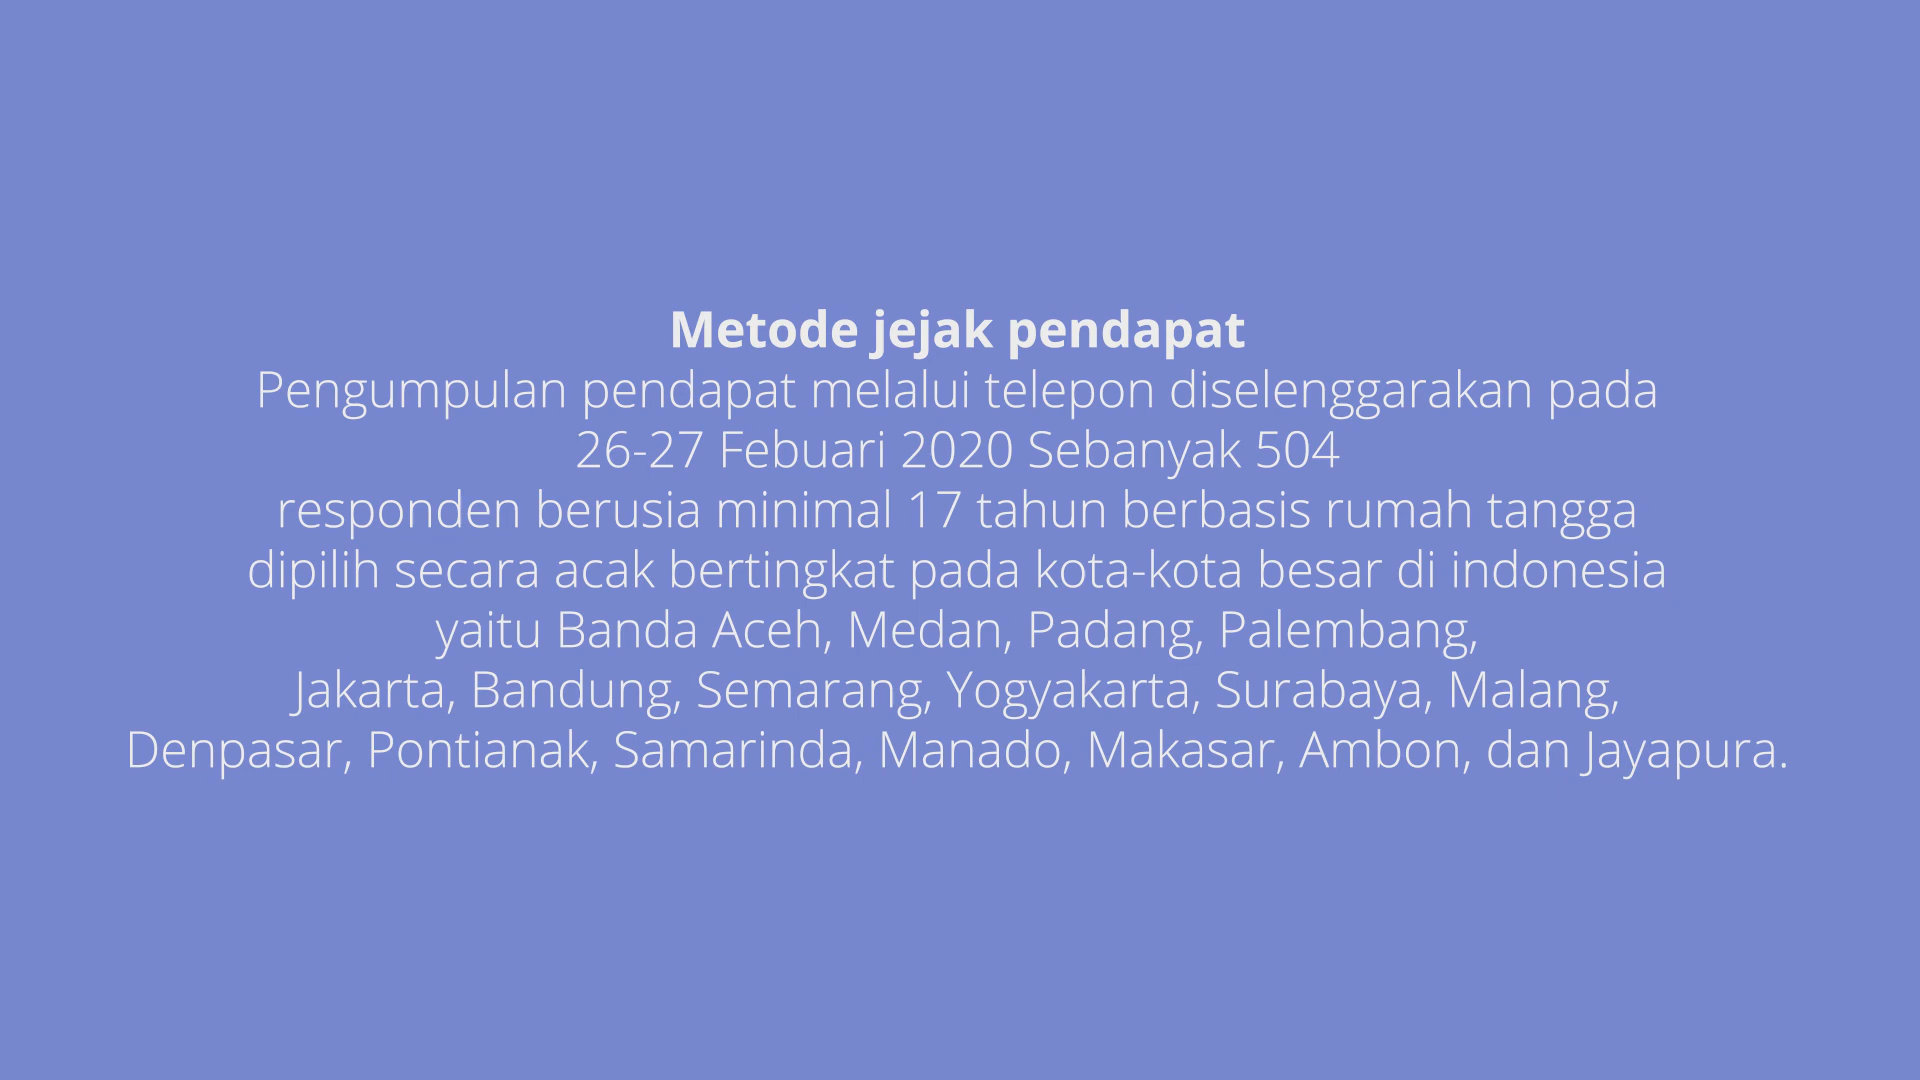 Metode jejak pendapat
Pengumpulan pendapat melalui telepon diselenggarakan pada
26-27 Febuari 2020 Sebanyak 504
responden berusia minimal 17 tahun berbasis rumah tangga
dipilih secara acak bertingkat pada kota-kota besar di indonesia
yaitu Banda Aceh, Medan, Padang, Palembang,
Jakarta, Bandung, Semarang, Yogyakarta, Surabaya, Malang,
Denpasar, Pontianak, Samarinda, Manado, Makasar, Ambon, dan Jayapura.